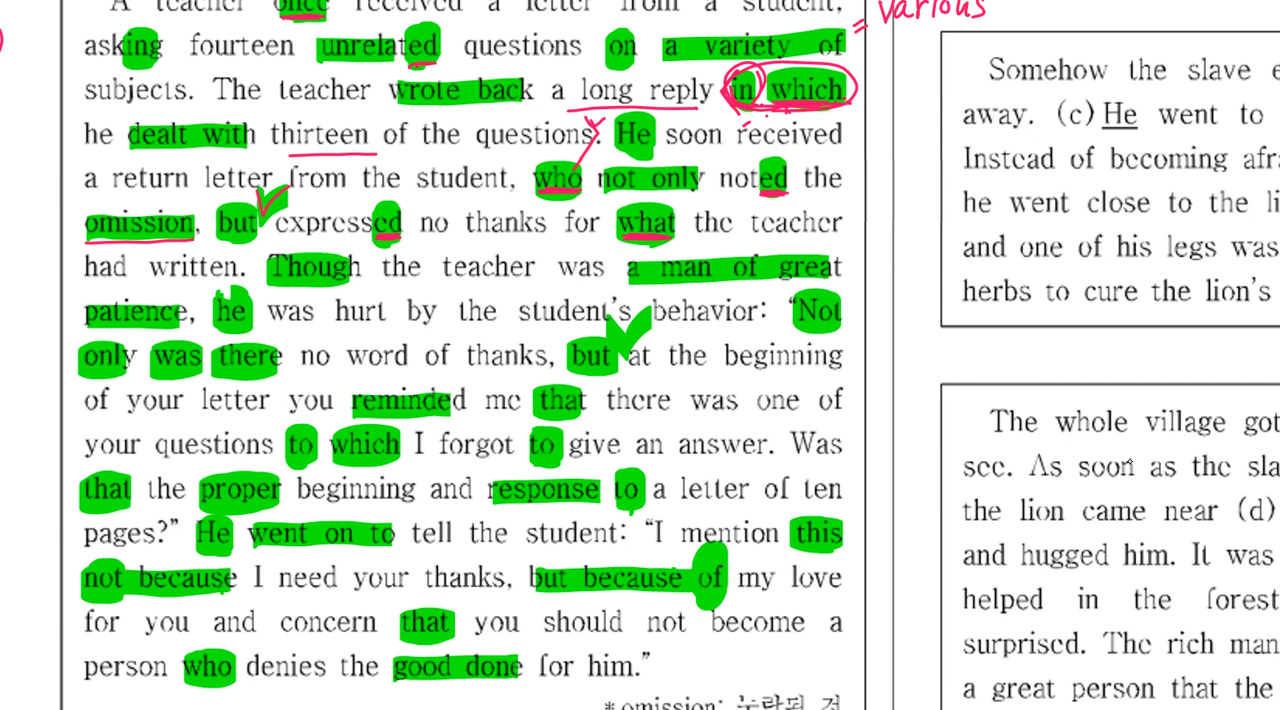 A teacher once received a letter from a student,
= various
asking fourteen unrelated questions on a variety of
subjects. The teacher wrote back a long reply in which
he dealt with thirteen of the questions. He soon received
a return letter from the student, who not only noted the
omission, but expressed no thanks for what the teacher
had written. Though the teacher was a man of great
patience, he was hurt by the student's behavior: “Not
only was there no word of thanks, but at the beginning
of your letter you reminded me that there was one of
your questions to which I forgot to give an answer. Was
that the proper beginning and response to a letter of ten
pages?” He went on to tell the student: “I mention this
not because I need your thanks, but because of my love
for you and concern that you should not become a
person who denies the good done for him.”
* omission: 누락된 것
Somehow the slave
away. (c) He went to
Instead of becoming
he went close to the
and one of his legs was
herbs to cure the lion's
The whole village got
see. As soon as the
the lion came near (d)
and hugged him. It was
helped in the forest
surprised. The rich man
a great person that the